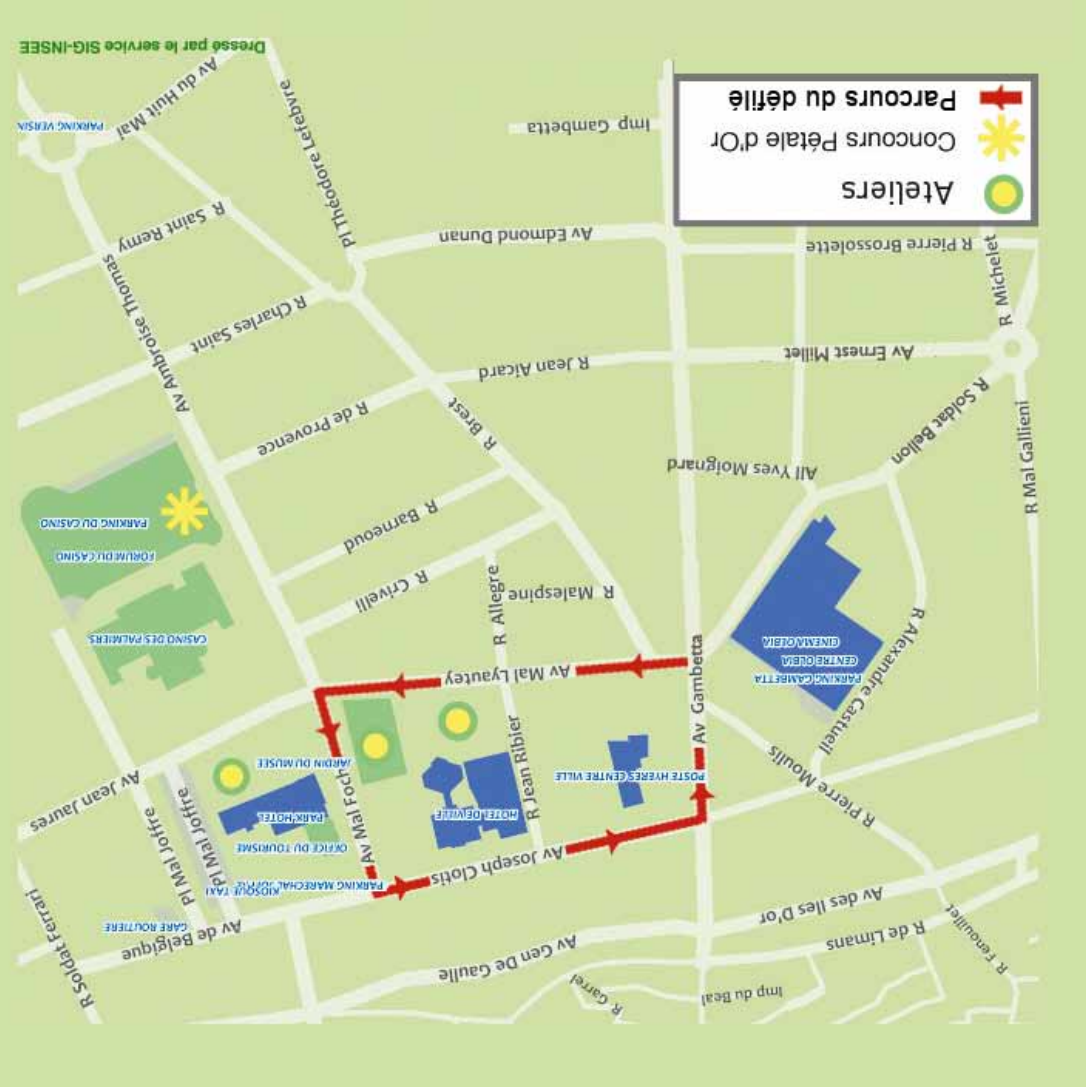 Imp du Beal
R Garrel
R Fenouillet
R de Limans
Av des Iles D'or
Av Gen De Gaulle
R Soldat Ferrari
Av de Belgique
GARE ROUTIERE
KIOSQUE TAXI
PARKING MARECHAL
Pl Mal Joffre
Pl Mal Joffre
Av Joseph Clotis
OFFICE DU TOURISME
PARK HOTEL
HOTEL DE VILLE
Av Mal Foch
R Jean Ribier
R Pierre Moulis
Av Jean Jaures
POSTE HYERES CENTRE VILLE
JARDIN DU MUSEE
R Alexandre Castueil
PARKING GAMBETTA
CENTRE OLBIA
CINEMA OLBIA
Av Gambetta
Av Mal Lyautey
CASINO DES PALMIERS
R Malespine
R Allegre
R Crivelli
FORUM DU CASINO
PARKING DU CASINO
R Barneoud
R Mal Gallieni
All Yves Moignard
R Soldat Bellon
R Brest
R de Provence
Av Ernest Millet
R Jean Aicard
Av Ambroise Thomas
R Charles Saint
R Michelet
R Pierre Brossolette
Av Edmond Dunan
R Saint Remy
Pl Théodore Lefebvre
Ateliers
Concours Pétale d'Or
Parcours du défilé
Imp Gambetta
PARKING VERSIN
Av du Huit Mai
Dressé par le service SIG-INSEE